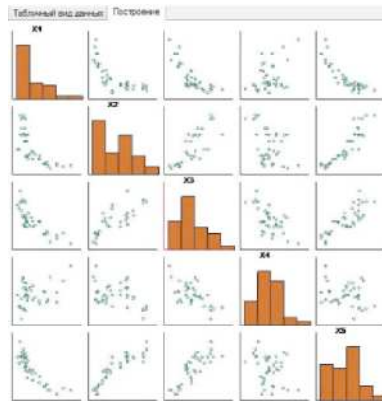 Табличный вид данных Построение
X1
X2
X3
X4
X5